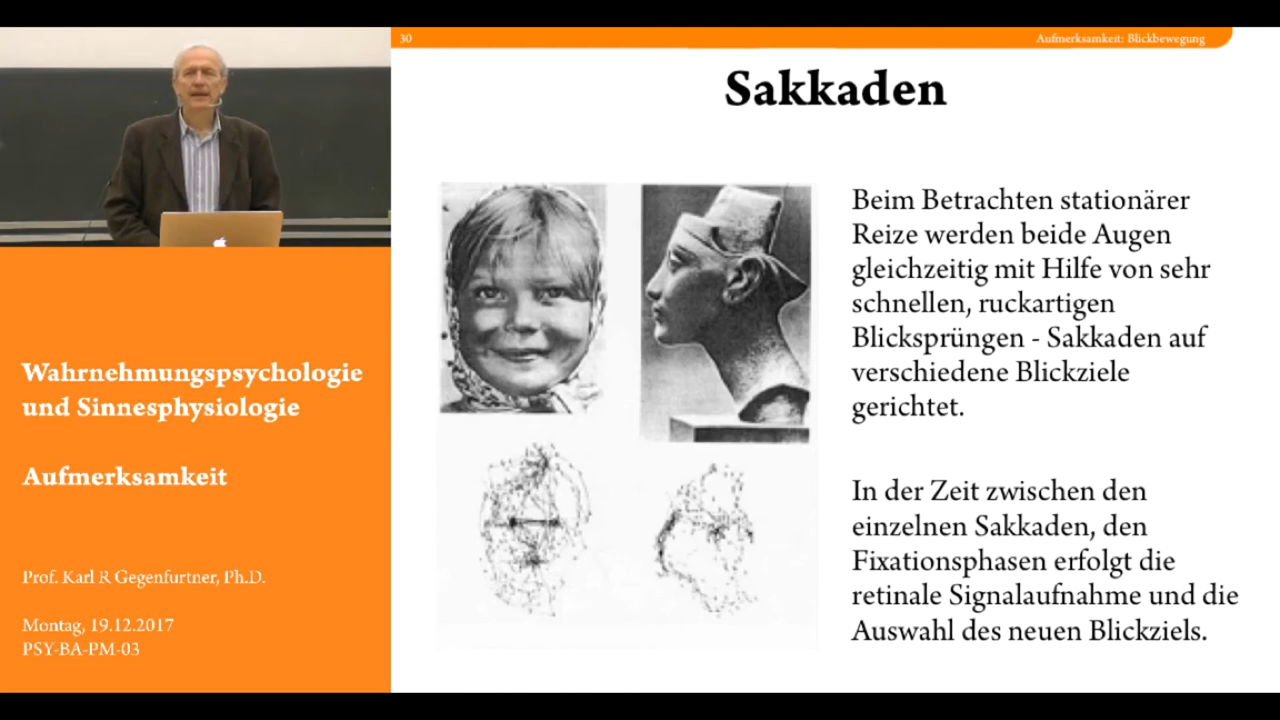 30
Aufmerksamkeit: Blickbewegung
Sakkaden
Beim Betrachten stationärer
Reize werden beide Augen
gleichzeitig mit Hilfe von sehr
schnellen, ruckartigen
Blicksprüngen - Sakkaden auf
verschiedene Blickziele
gerichtet.
In der Zeit zwischen den
einzelnen Sakkaden, den
Fixationsphasen erfolgt die
retinale Signalaufnahme und die
Auswahl des neuen Blickziels.
Wahrnehmungspsychologie
und Sinnesphysiologie
Aufmerksamkeit
Prof. Karl R Gegenfurtner, Ph.D.
Montag, 19.12.2017
PSY-BA-PM-03